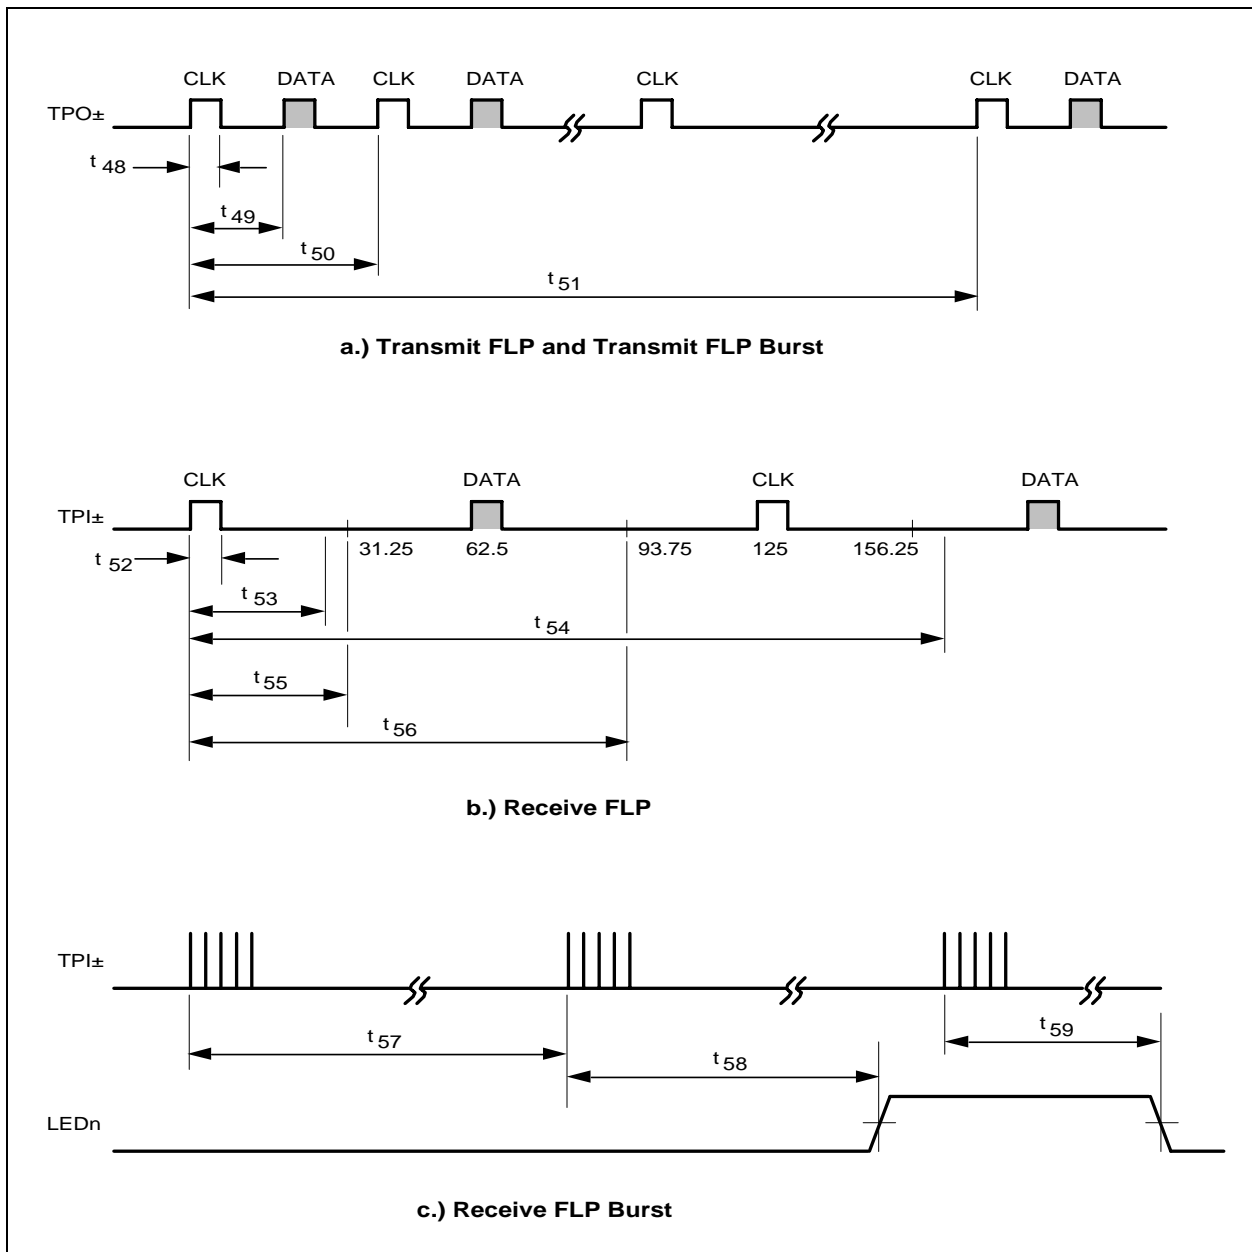 CLK DATA CLK DATA CLK CLK DATA
TPO±
t 48
t 49
t 50
t 51
a.) Transmit FLP and Transmit FLP Burst
CLK DATA CLK DATA
TPI±
31.25 62.5 93.75 125 156.25
t 52
t 53
t 54
t 55
t 56
b.) Receive FLP
TPI±
t 57
t 58
t 59
LEDn
c.) Receive FLP Burst